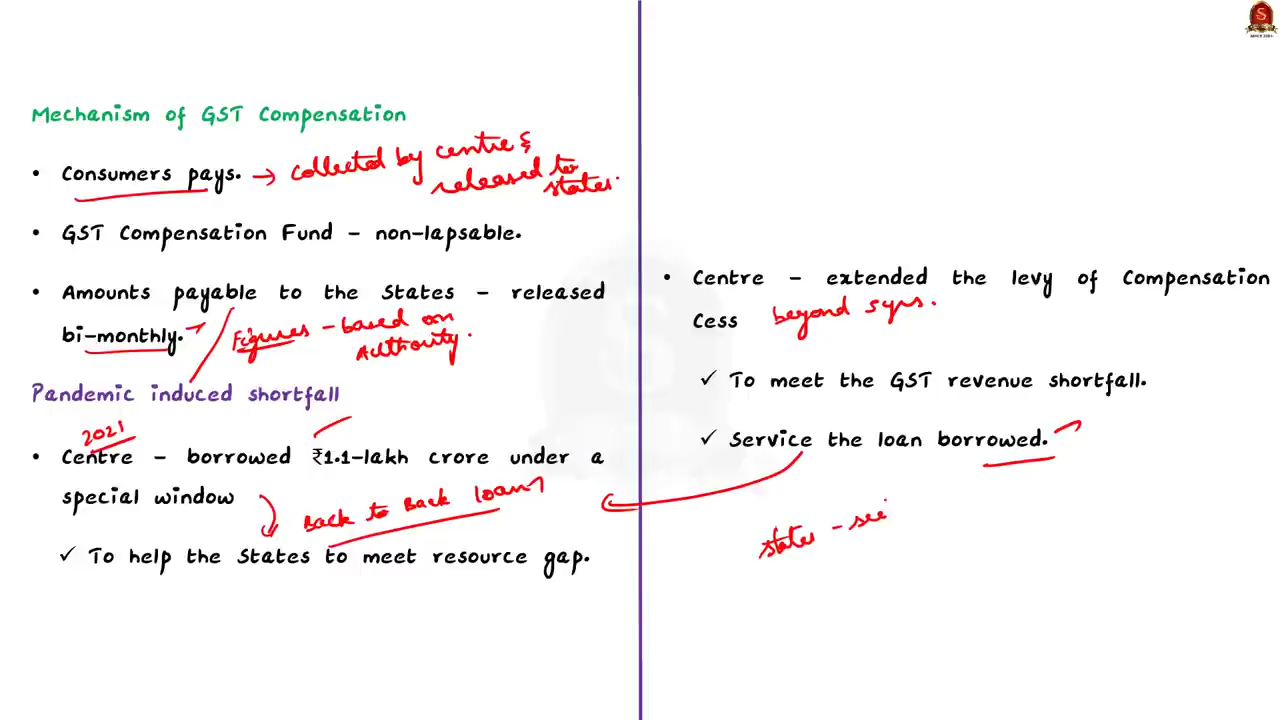 Mechanism of GST Compensation
• Consumers pays. → collected by centre &
released to
states.
• GST Compensation Fund – non-lapsable.
• Amounts payable to the States – released
bi-monthly.
Figures – based on
Authority.
Pandemic induced shortfall
2021
• Centre – borrowed ₹1.1-lakh crore under a
special window
Back to Back loan
✓ To help the States to meet resource gap.
• Centre – extended the levy of Compensation
Cess beyond 5yrs.
✓ To meet the GST revenue shortfall.
✓ Service the loan borrowed.
states –